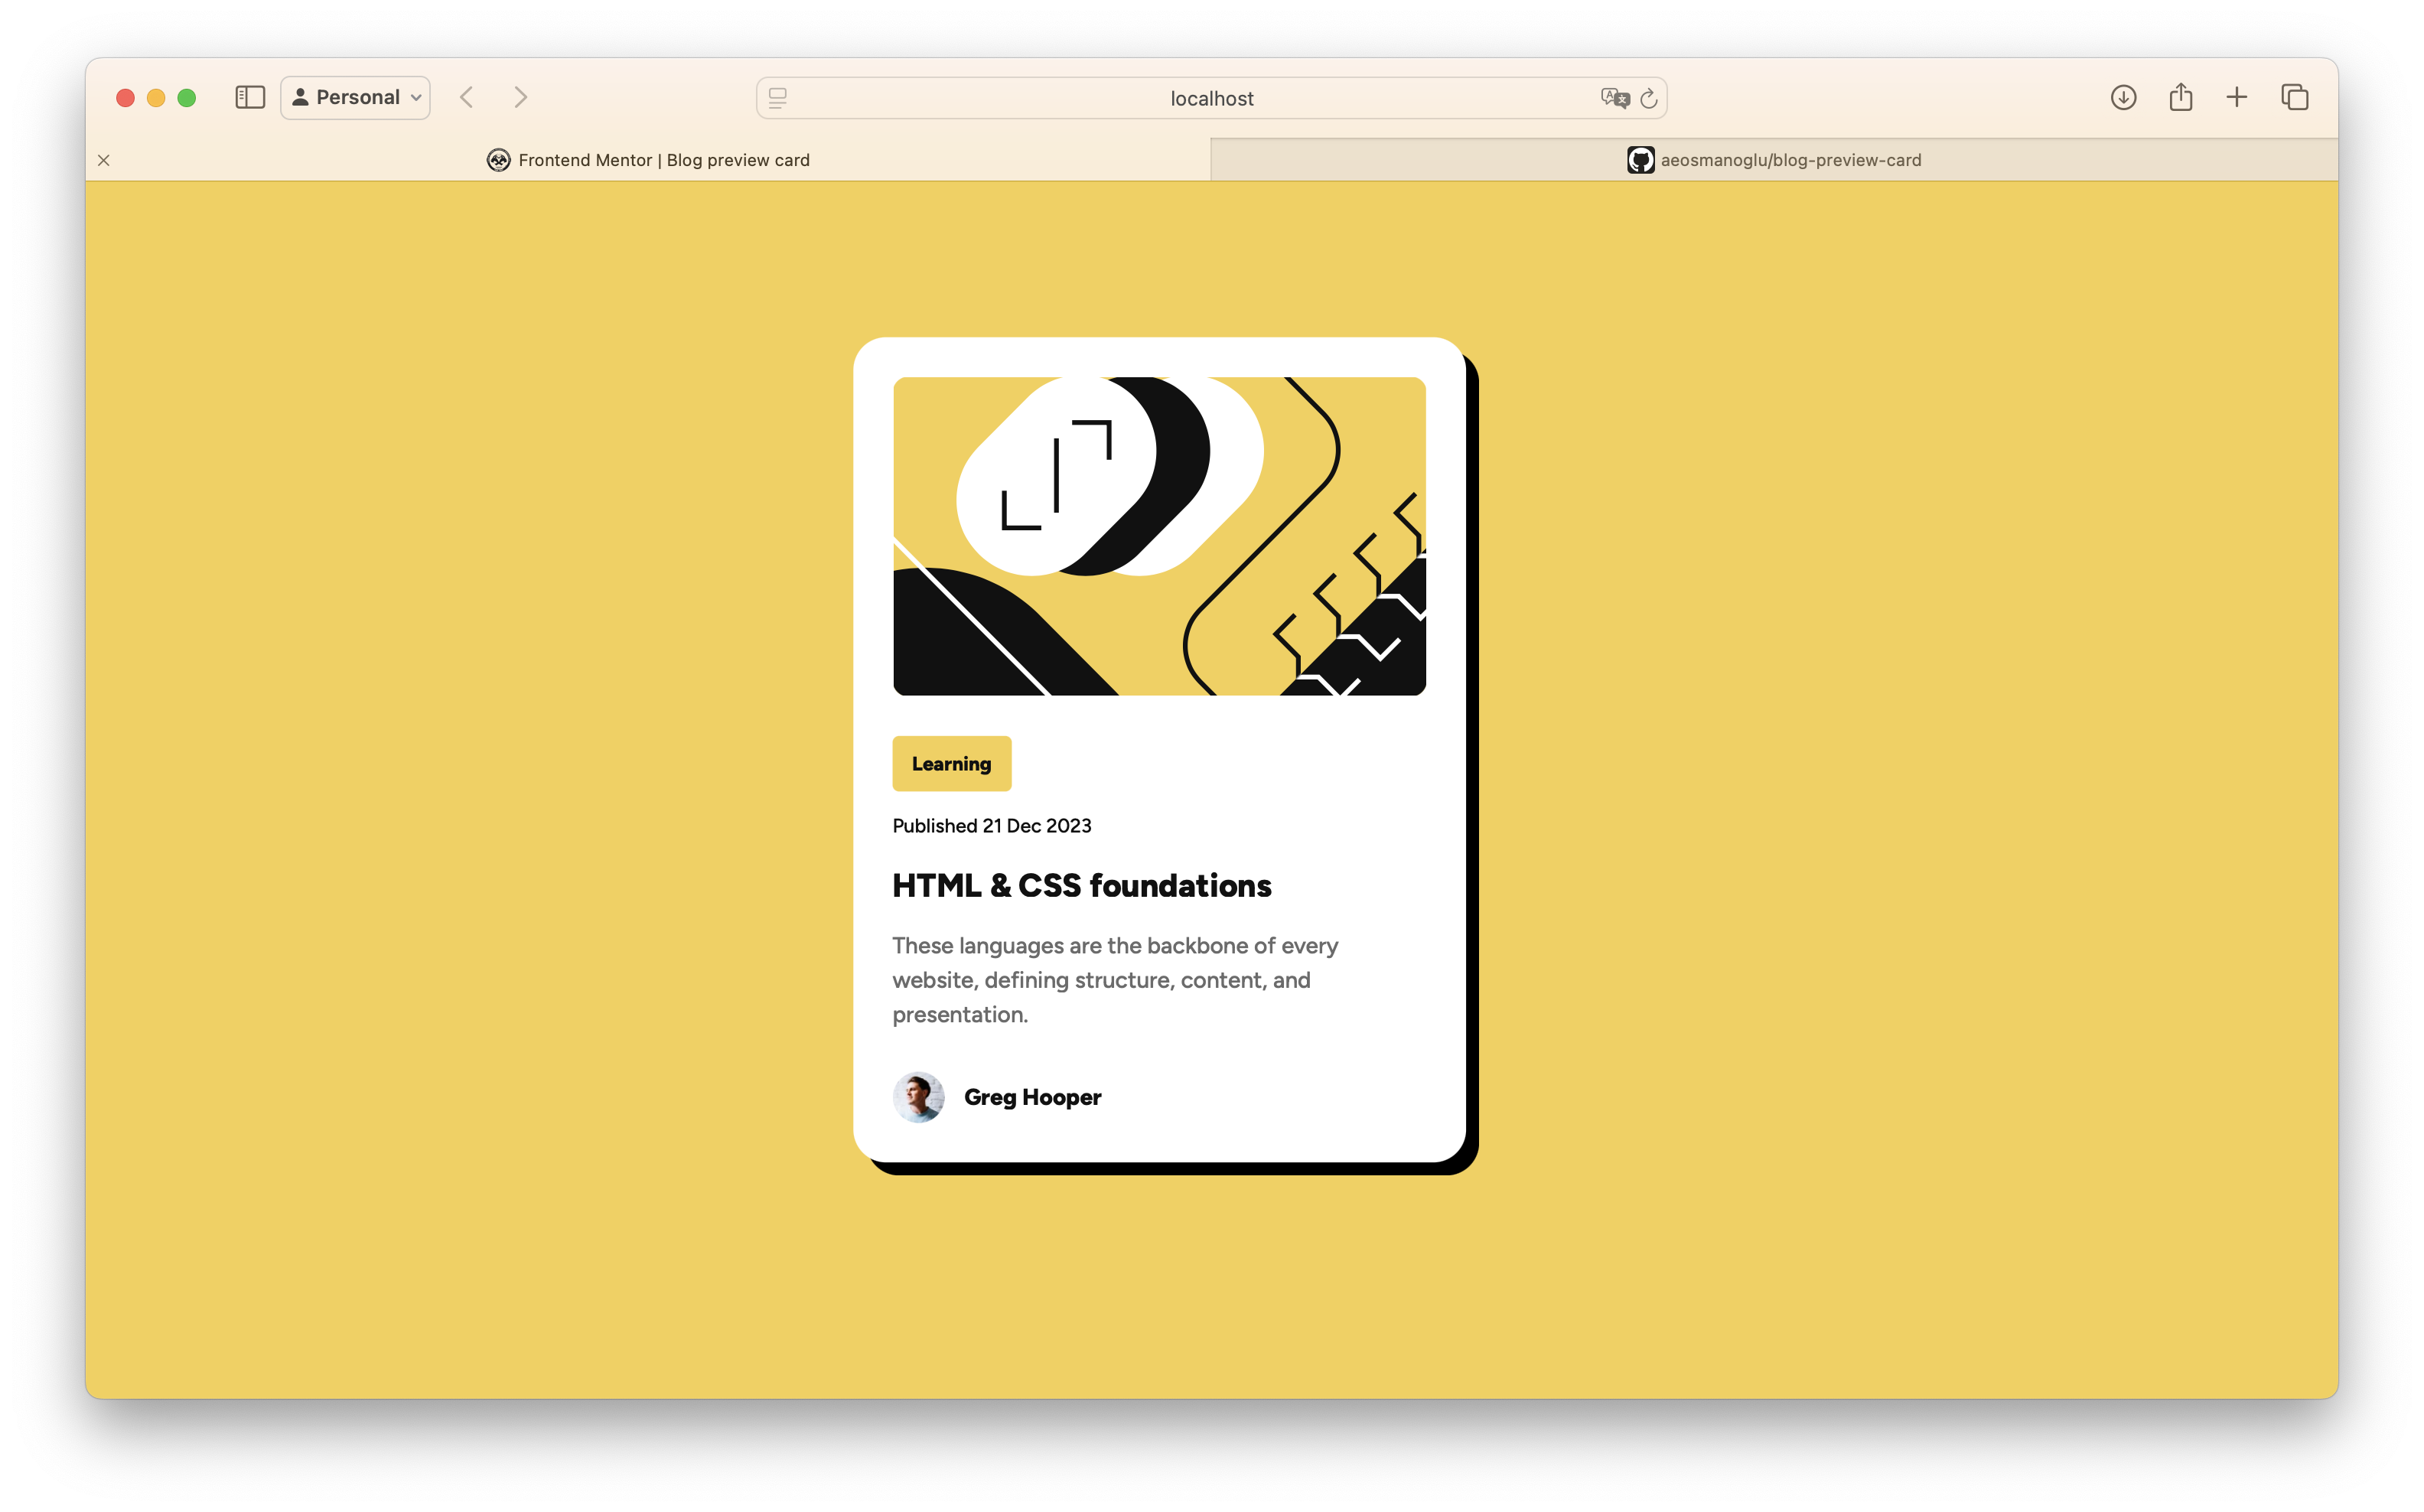 Personal
localhost
Frontend Mentor | Blog preview card
aeosmanoglu/blog-preview-card
Learning
Published 21 Dec 2023
HTML & CSS foundations
These languages are the backbone of every
website, defining structure, content, and
presentation.
Greg Hooper